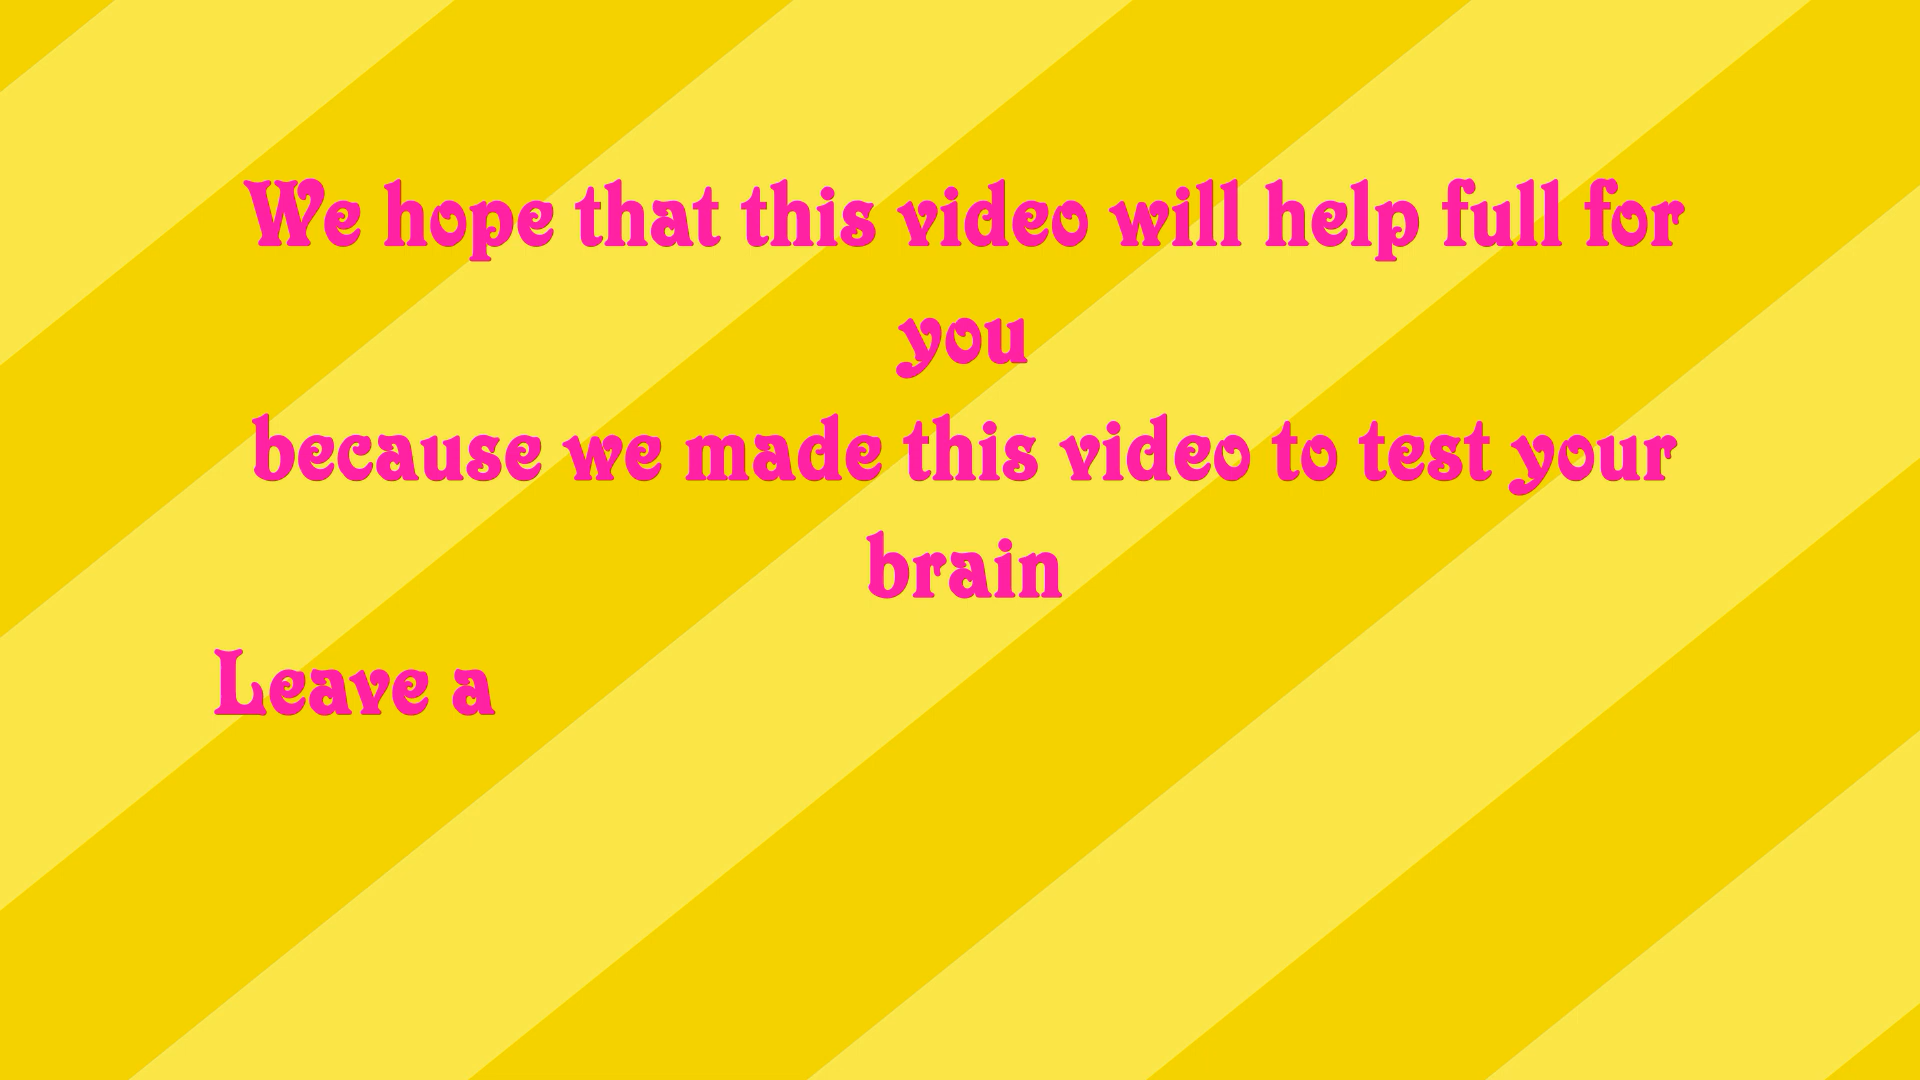 We hope that this video will help full for
you
because we made this video to test your
brain
Leave a